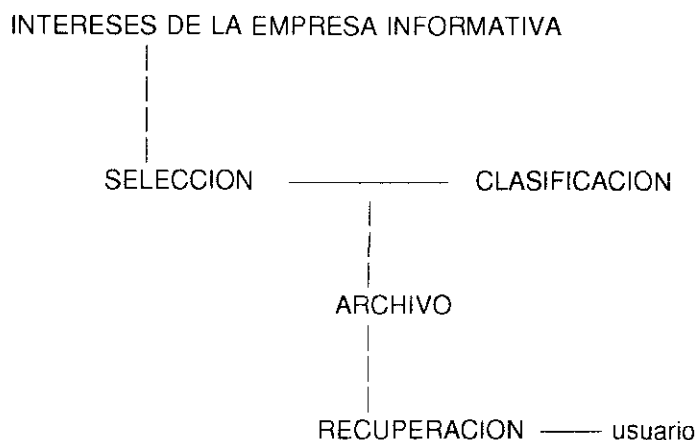 INTERESES DE LA EMPRESA INFORMATIVA
SELECCION CLASIFICACION
ARCHIVO
RECUPERACION usuario